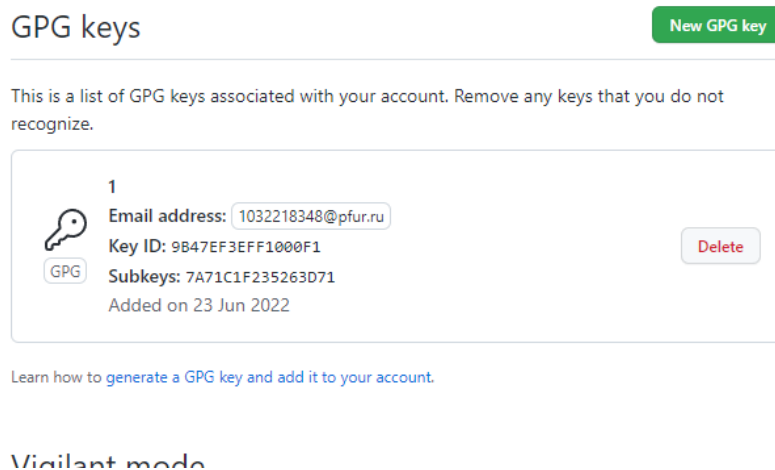 GPG keys
New GPG key
This is a list of GPG keys associated with your account. Remove any keys that you do not
recognize.
1
Email address: 1032218348@pfur.ru
Key ID: 9B47EF3EFF1000F1
GPG
Subkeys: 7A71C1F235263D71
Delete
Added on 23 Jun 2022
Learn how to generate a GPG key and add it to your account.
Vigilant mode